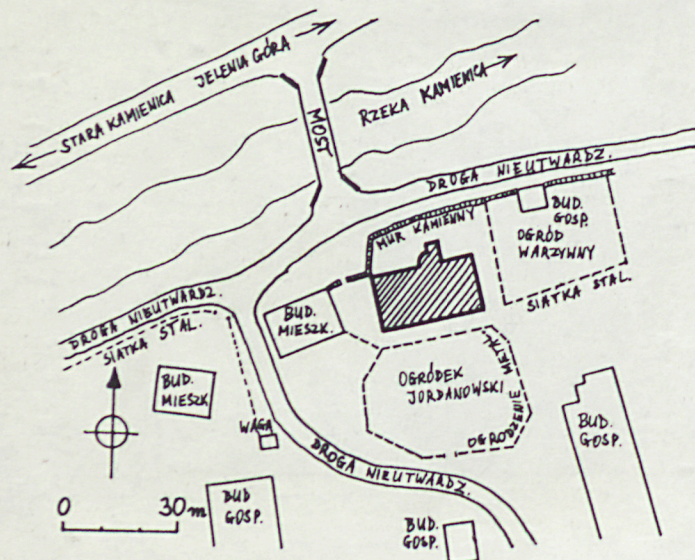 STARA KAMIENICA JELENIA GÓRA
RZEKA KAMIENICA
MOST
DROGA NIEUTWARDZ.
MUR KAMIENNY
BUD.
GOSP.
OGRÓD
WARZYWNY
SIATKA STAL.
DROGA NIEUTWARDZ.
SIATKA STAL.
BUD.
MIESZK.
BUD.
MIESZK
OGRÓDEK
JORDANOWSKI
OGRODZENIE METAL.
WAGA
BUD.
GOSP.
DROGA NIEUTWARDZ.
0 30 m
BUD
GOSP.
BUD.
GOSP.